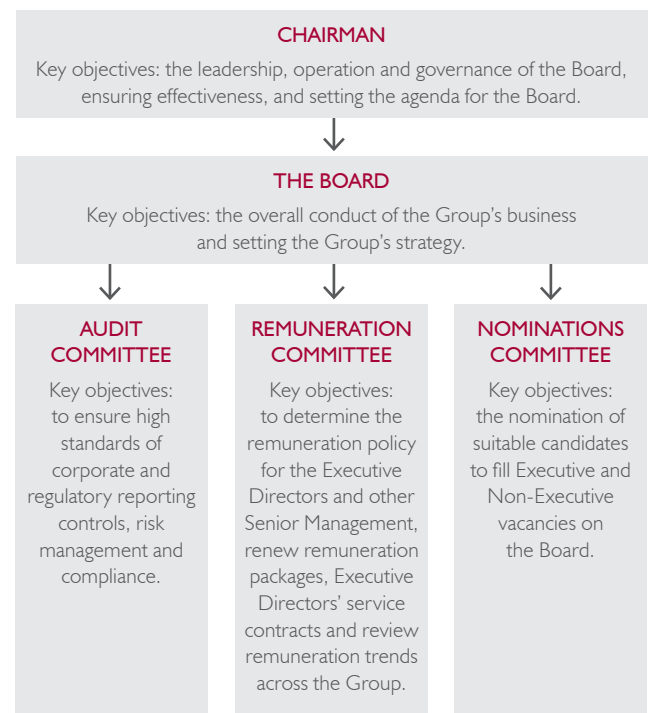 CHAIRMAN
Key objectives: the leadership, operation and governance of the Board,
ensuring effectiveness, and setting the agenda for the Board.
THE BOARD
Key objectives: the overall conduct of the Group's business
and setting the Group's strategy.
AUDIT
COMMITTEE
Key objectives:
to ensure high
standards of
corporate and
regulatory reporting
controls, risk
management and
compliance.
REMUNERATION
COMMITTEE
Key objectives:
to determine the
remuneration policy
for the Executive
Directors and other
Senior Management,
renew remuneration
packages, Executive
Directors' service
contracts and review
remuneration trends
across the Group.
NOMINATIONS
COMMITTEE
Key objectives:
the nomination of
suitable candidates
to fill Executive and
Non-Executive
vacancies on
the Board.